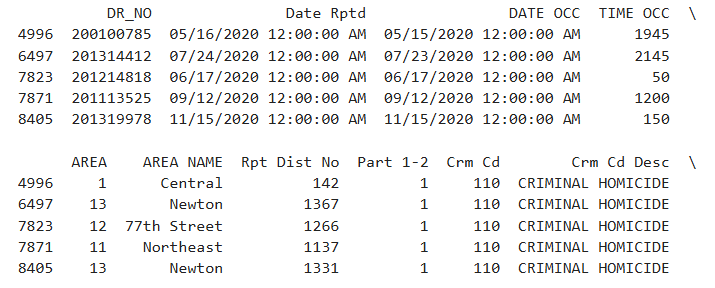 DR_NO Date Rptd DATE OCC TIME OCC \
4996 200100785 05/16/2020 12:00:00 AM 05/15/2020 12:00:00 AM 1945
6497 201314412 07/24/2020 12:00:00 AM 07/23/2020 12:00:00 AM 2145
7823 201214818 06/17/2020 12:00:00 AM 06/17/2020 12:00:00 AM 50
7871 201113525 09/12/2020 12:00:00 AM 09/12/2020 12:00:00 AM 1200
8405 201319978 11/15/2020 12:00:00 AM 11/15/2020 12:00:00 AM 150
AREA AREA NAME Rpt Dist No Part 1-2 Crm Cd Crm Cd Desc \
4996 1 Central 142 1 110 CRIMINAL HOMICIDE
6497 13 Newton 1367 1 110 CRIMINAL HOMICIDE
7823 12 77th Street 1266 1 110 CRIMINAL HOMICIDE
7871 11 Northeast 1137 1 110 CRIMINAL HOMICIDE
8405 13 Newton 1331 1 110 CRIMINAL HOMICIDE